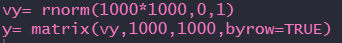 vy= rnorm(1000*1000,0,1)
y= matrix(vy,1000,1000,byrow=TRUE)